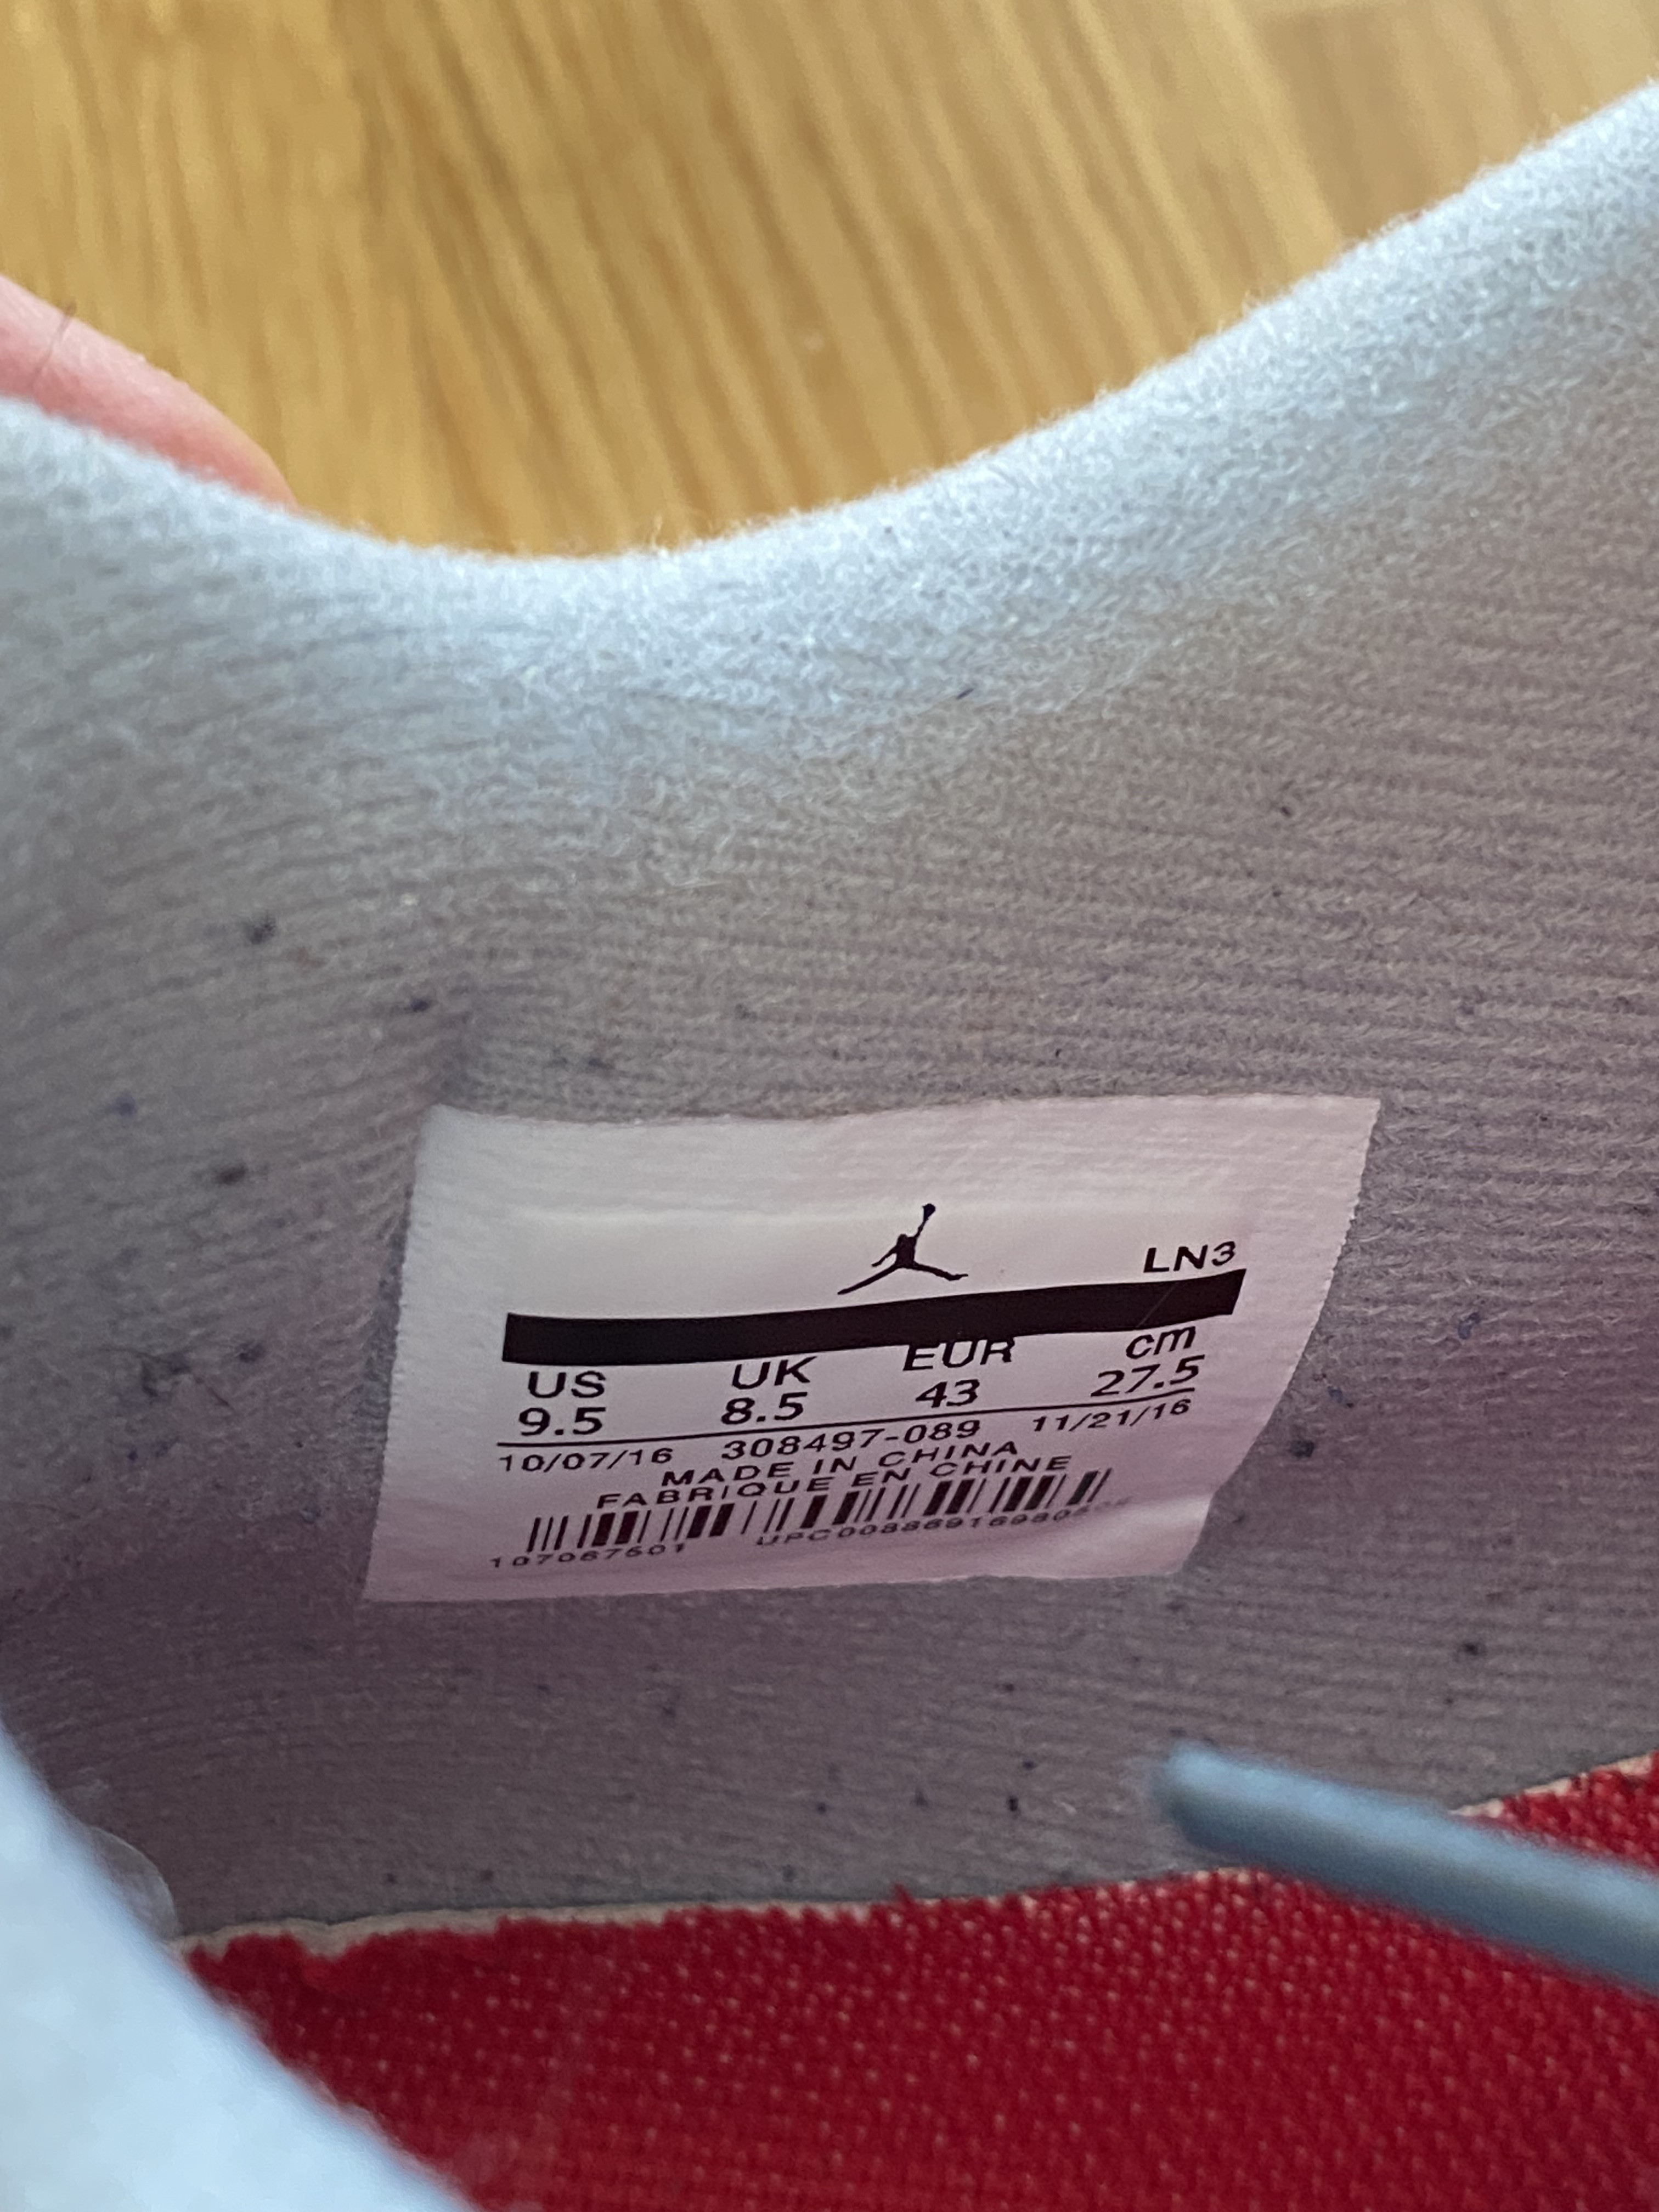 LN3
US UK EUR cm
9.5 8.5 43 27.5
10/07/16 308497-089 11/21/16
MADE IN CHINA
FABRIQUE EN CHINE
107067501